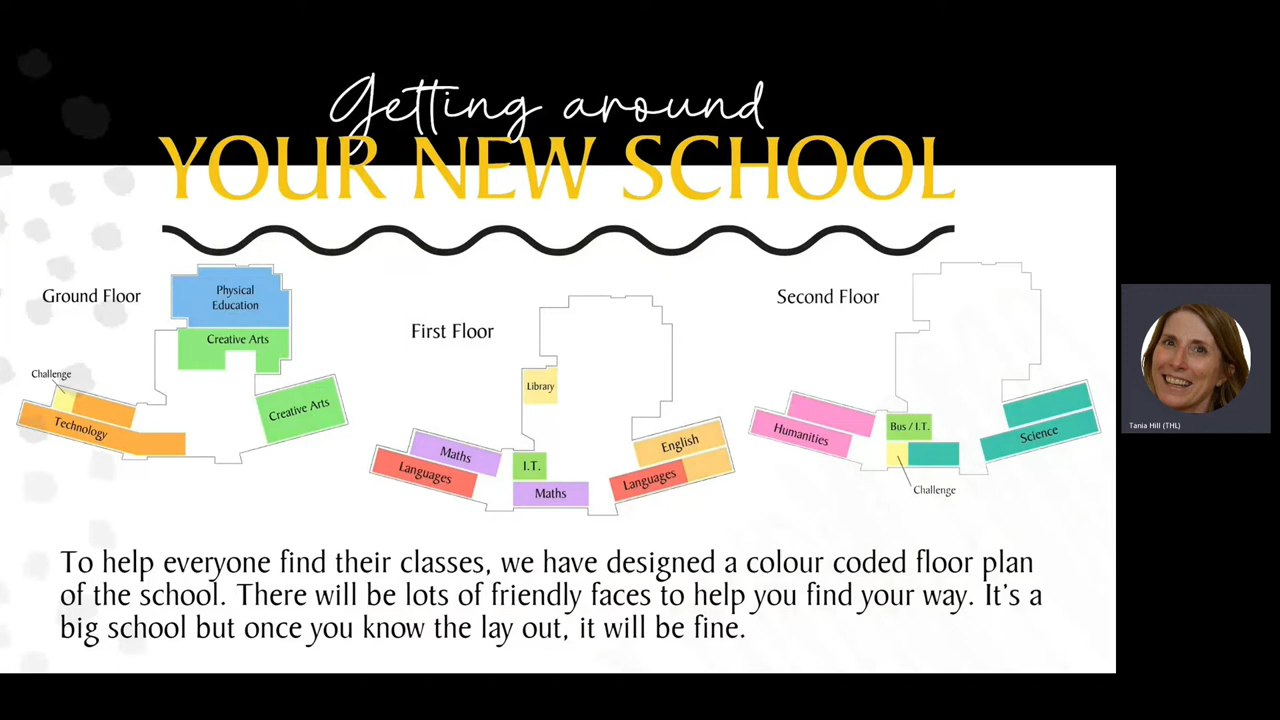 Getting around
YOUR NEW SCHOOL
Ground Floor
Physical
Education
Creative Arts
Challenge
Technology
Creative Arts
First Floor
Library
Maths
Languages
I.T.
Maths
English
Languages
Second Floor
Humanities
Bus / I.T.
Science
Challenge
To help everyone find their classes, we have designed a colour coded floor plan
of the school. There will be lots of friendly faces to help you find your way. It's a
big school but once you know the lay out, it will be fine.
Tania Hill (THL)